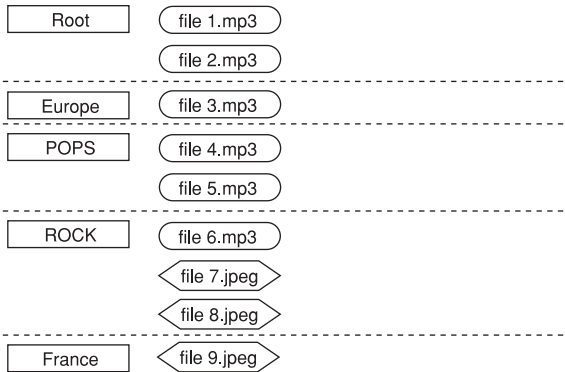 Root file 1.mp3
file 2.mp3
Europe file 3.mp3
POPS file 4.mp3
file 5.mp3
ROCK file 6.mp3
file 7.jpeg
file 8.jpeg
France file 9.jpeg